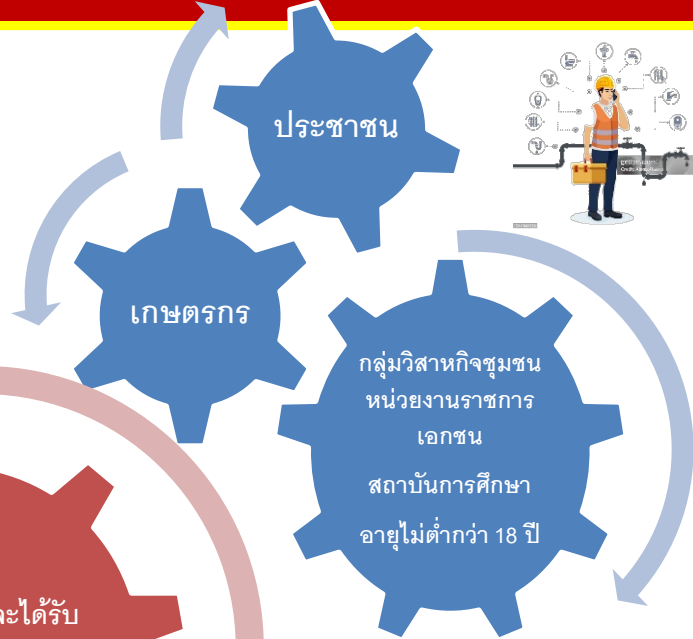 ประชาชน
เกษตรกร
กลุ่มวิสาหกิจชุมชน
หน่วยงานราชการ
เอกชน
สถาบันการศึกษา
อายุไม่ต่ำกว่า 18 ปี
ะได้รับ